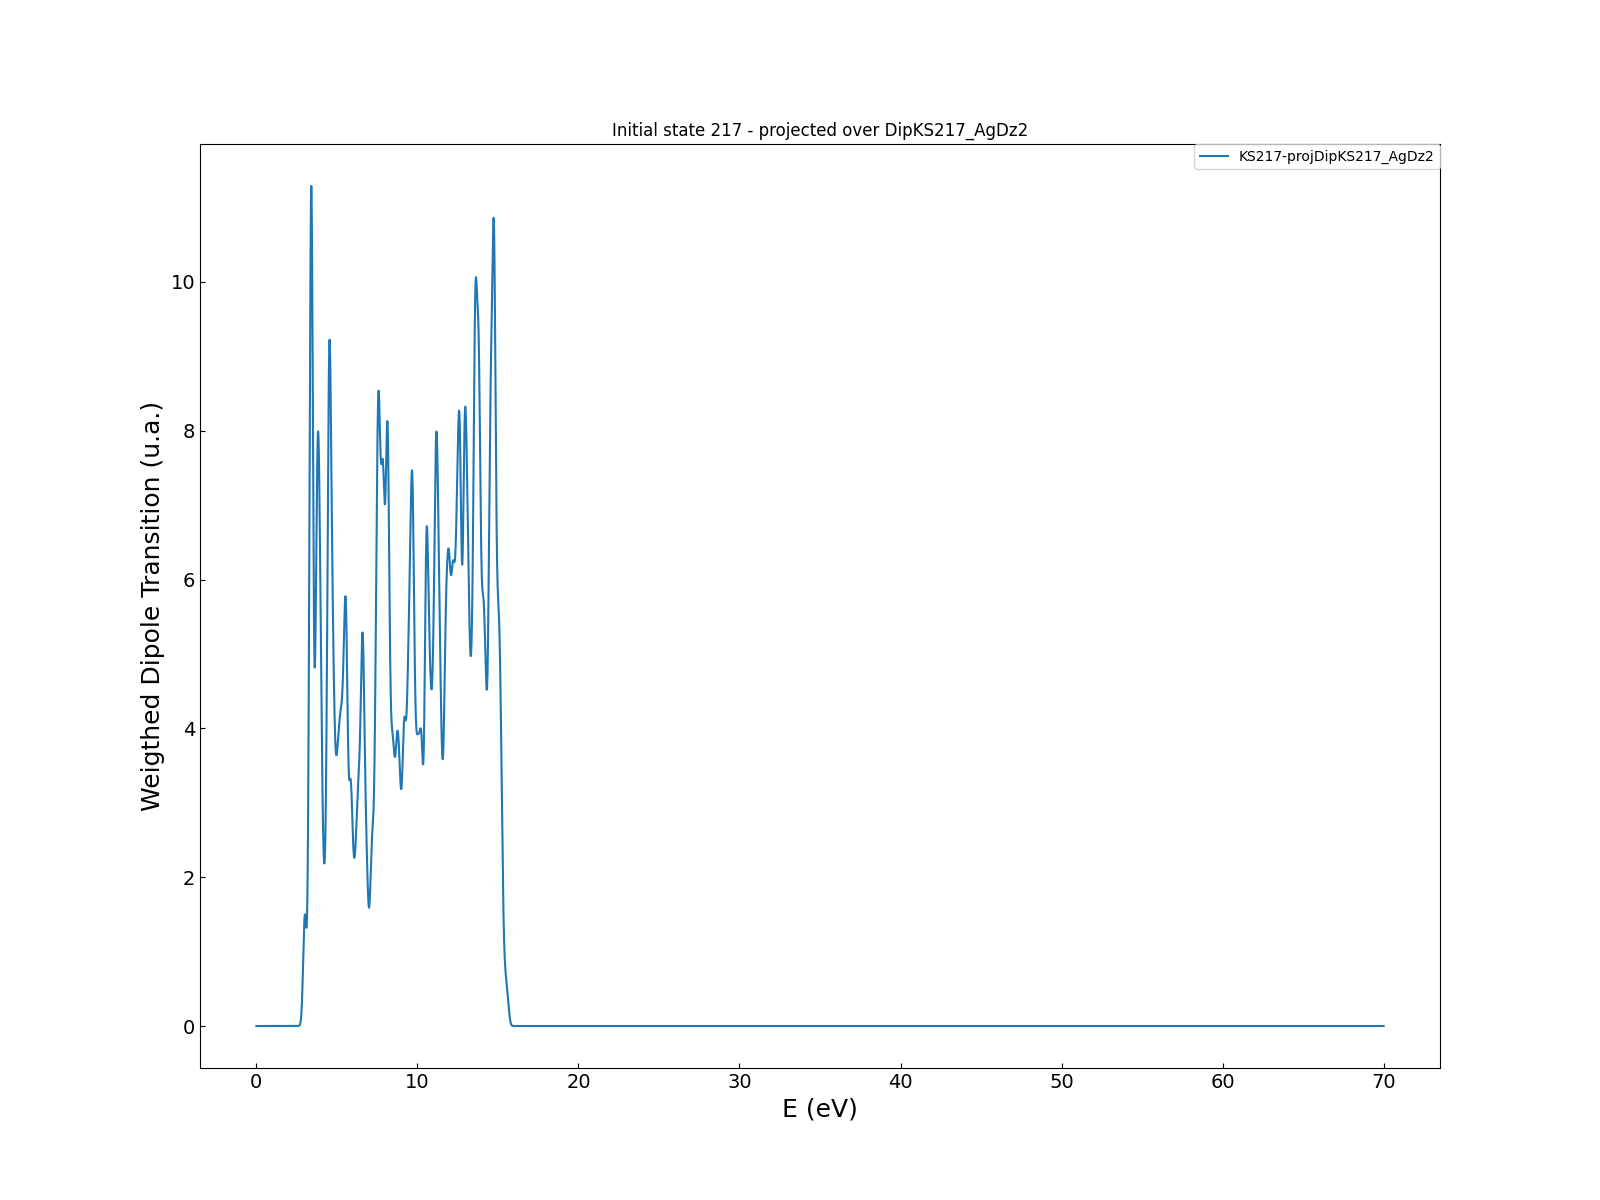 Initial state 217 - projected over DipKS217_AgDz2
KS217-projDipKS217_AgDz2
Weigthed Dipole Transition (u.a.)
10
8
6
4
2
0
0 10 20 30 40 50 60 70
E (eV)